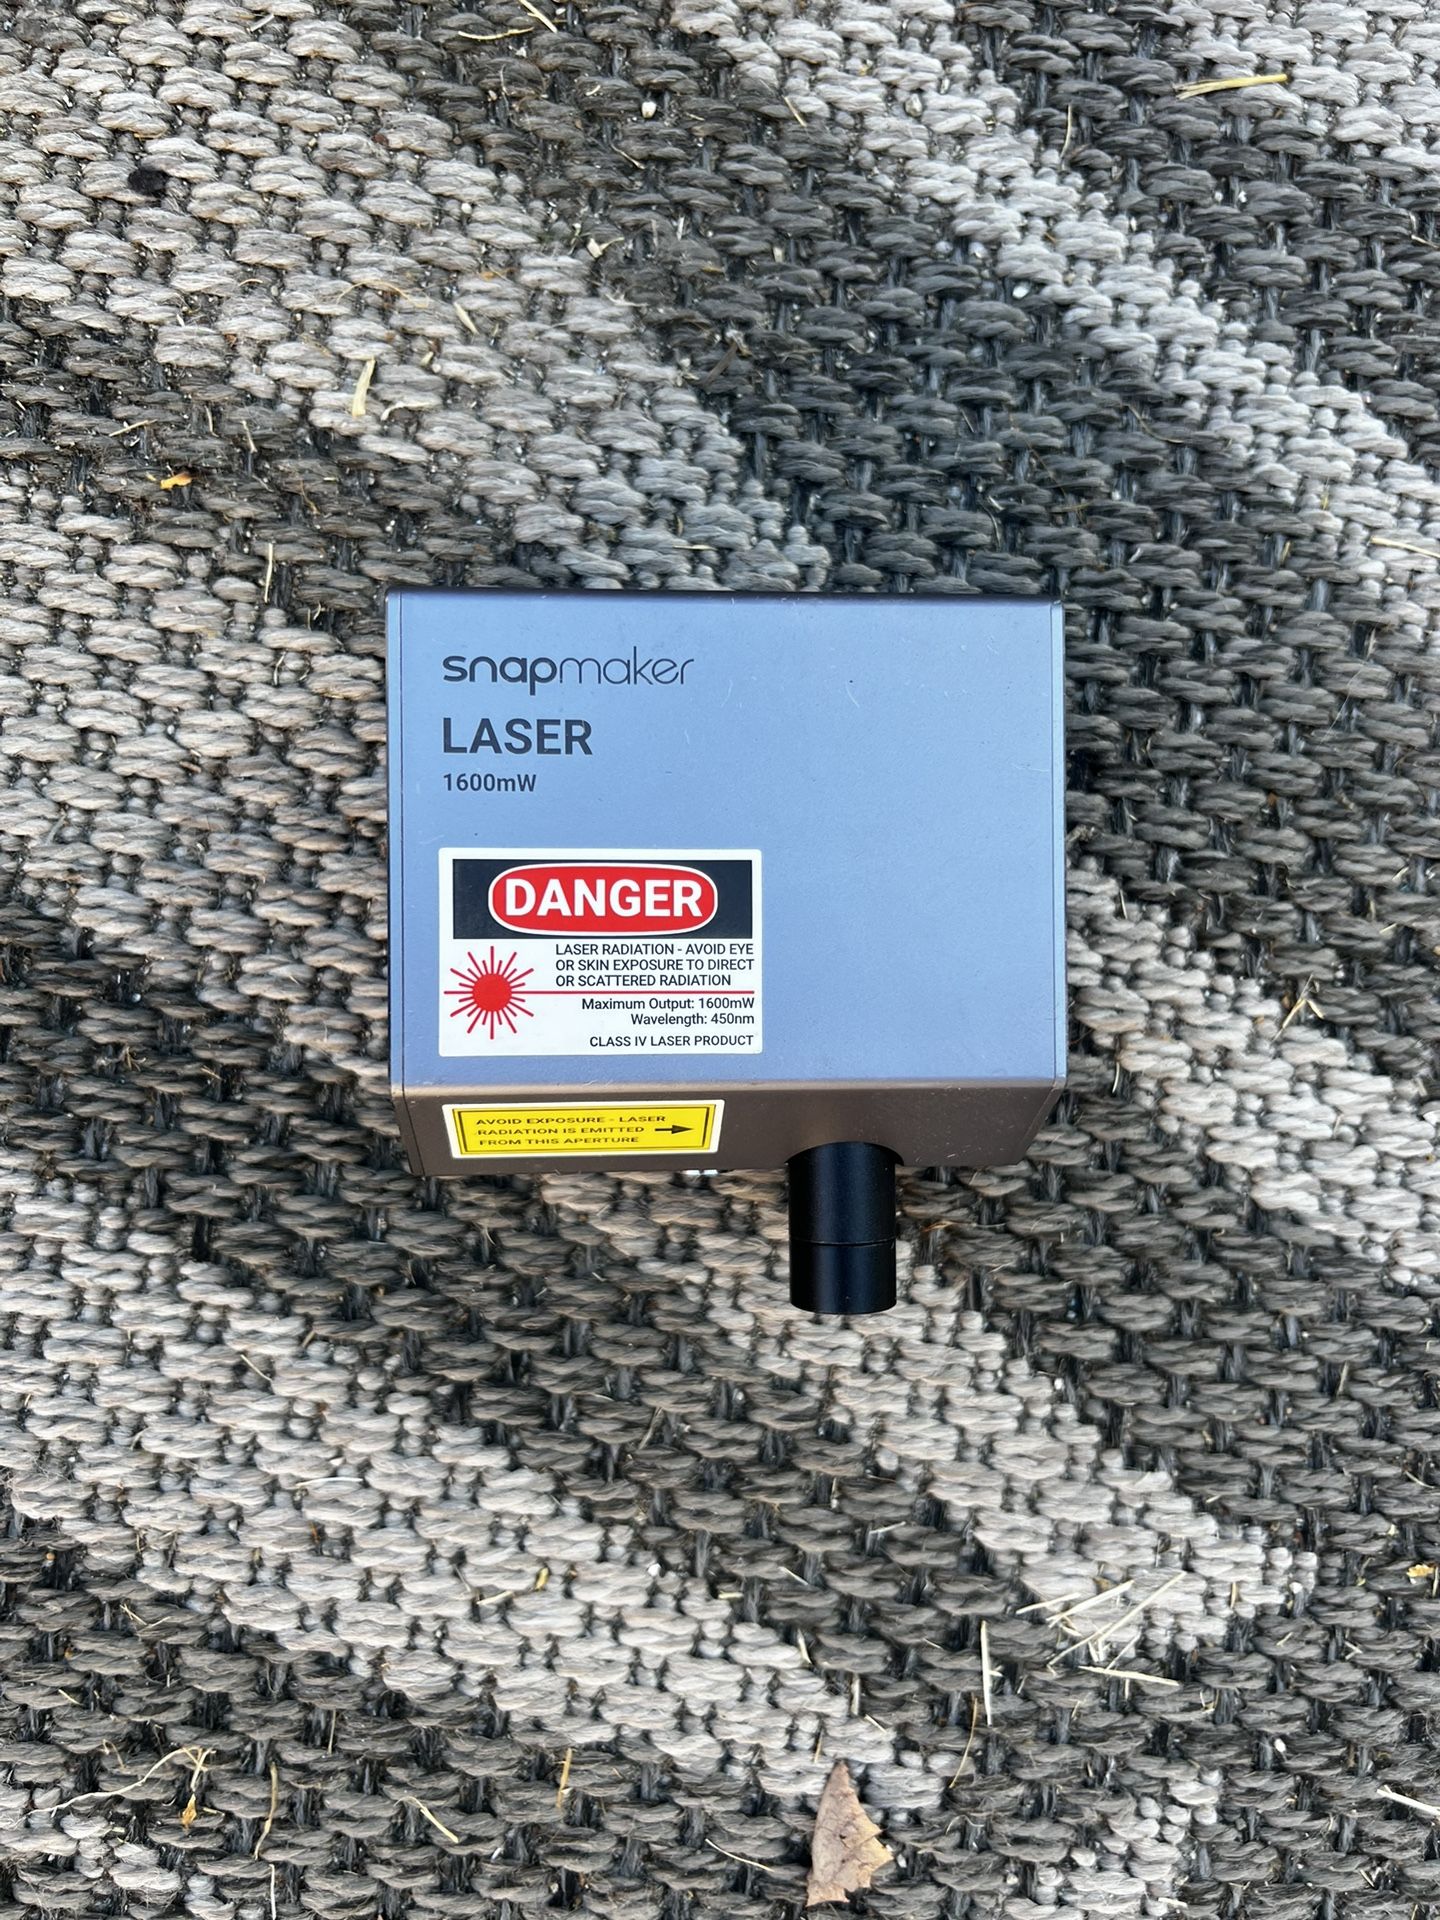 snapmaker
LASER
1600mW
DANGER
LASER RADIATION - AVOID EYE
OR SKIN EXPOSURE TO DIRECT
OR SCATTERED RADIATION
Maximum Output: 1600mW
Wavelength: 450nm
CLASS IV LASER PRODUCT
AVOID EXPOSURE - LASER
RADIATION IS EMITTED
FROM THIS APERTURE